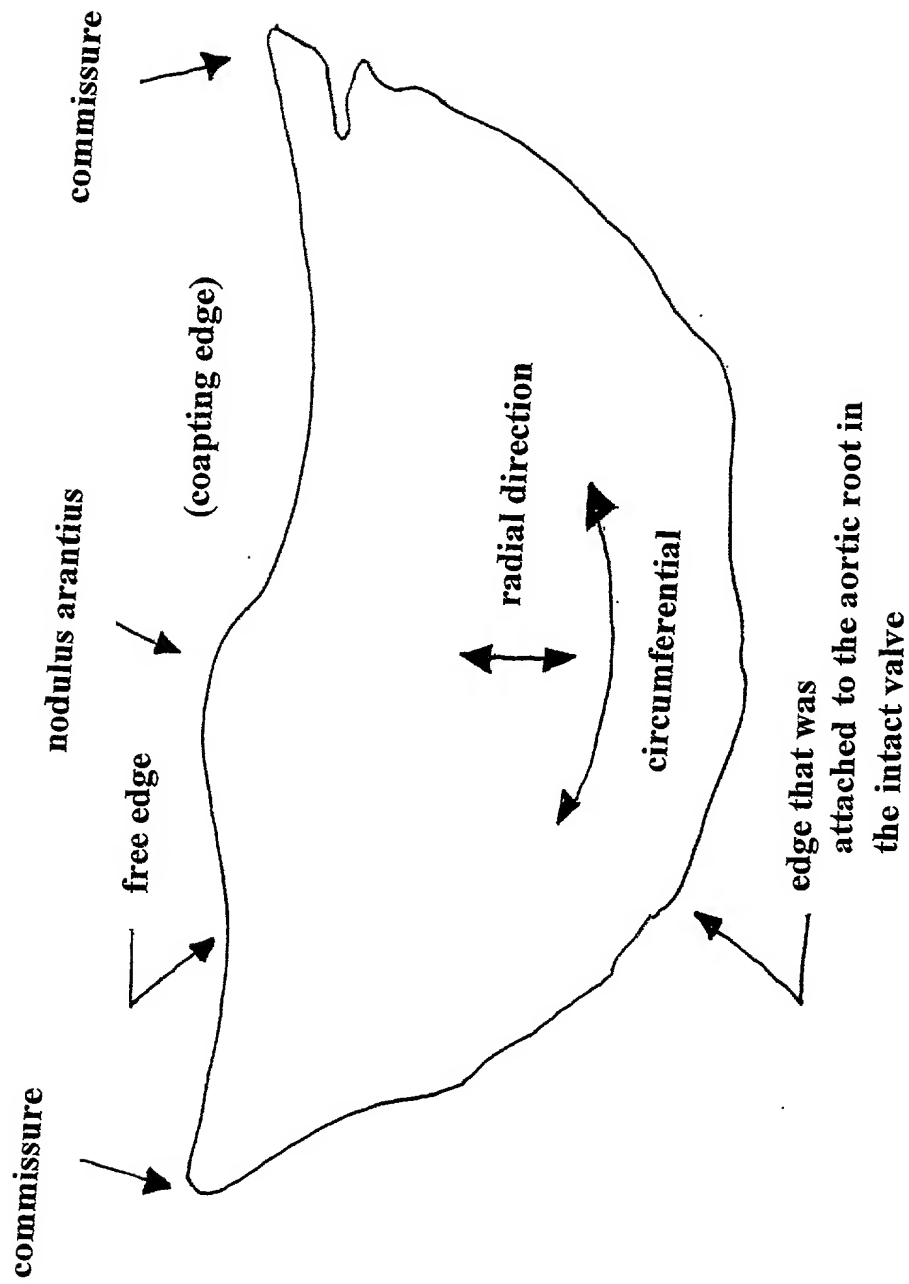 commissure
nodulus arantius
free edge
(coapting edge)
commissure
radial direction
circumferential
edge that was
attached to the aortic root in
the intact valve